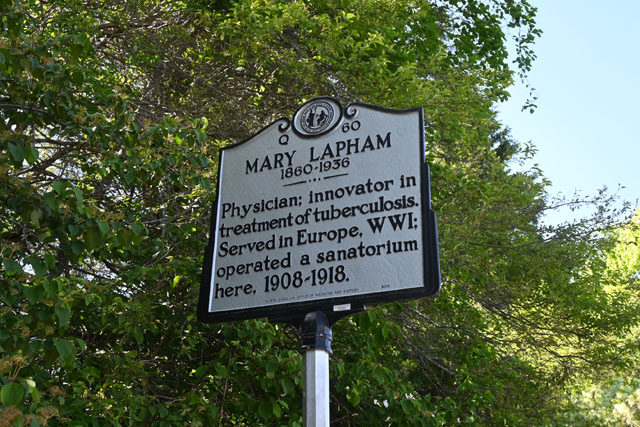 Q 60
MARY LAPHAM
1860-1936
Physician; innovator in
treatment of tuberculosis.
Served in Europe, WWI;
operated a sanatorium
here, 1908-1918.